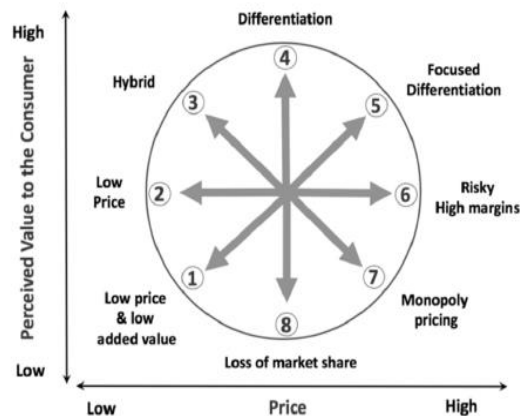 High
Perceived Value to the Consumer
Low
Differentiation
4
Hybrid
3
Focused
Differentiation
5
Low
Price
2
6
Risky
High margins
1
Low price
& low
added value
7
Monopoly
pricing
8
Loss of market share
Low
Price
High